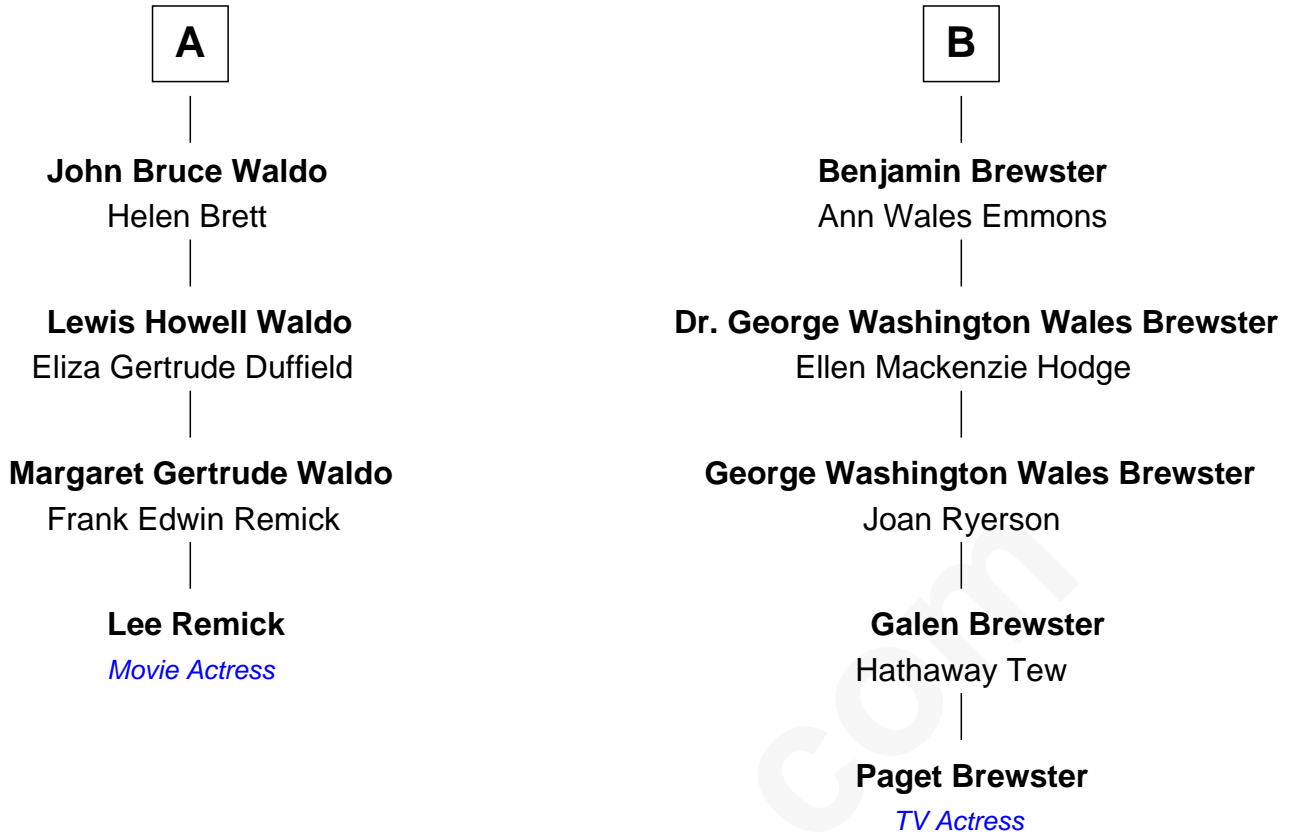 A
John Bruce Waldo
Helen Brett
Lewis Howell Waldo
Eliza Gertrude Duffield
Margaret Gertrude Waldo
Frank Edwin Remick
Lee Remick
Movie Actress
B
Benjamin Brewster
Ann Wales Emmons
Dr. George Washington Wales Brewster
Ellen Mackenzie Hodge
George Washington Wales Brewster
Joan Ryerson
Galen Brewster
Hathaway Tew
Paget Brewster
TV Actress
com